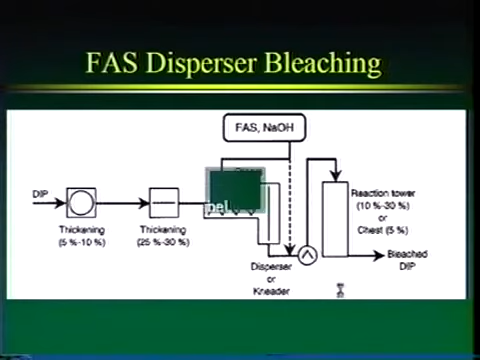 FAS Disperser Bleaching
FAS, NaOH
DIP
Thickening
(5 %-10 %)
Thickening
(25 %-30 %)
pel
Disperser
or
Kneader
Reaction tower
(10 %-30 %)
or
Chest (5 %)
Bleached
DIP